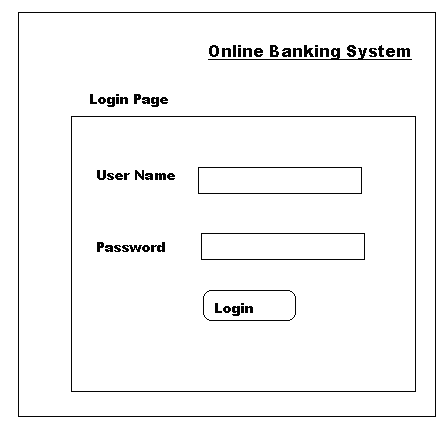 Online Banking System
Login Page
User Name
Password
Login